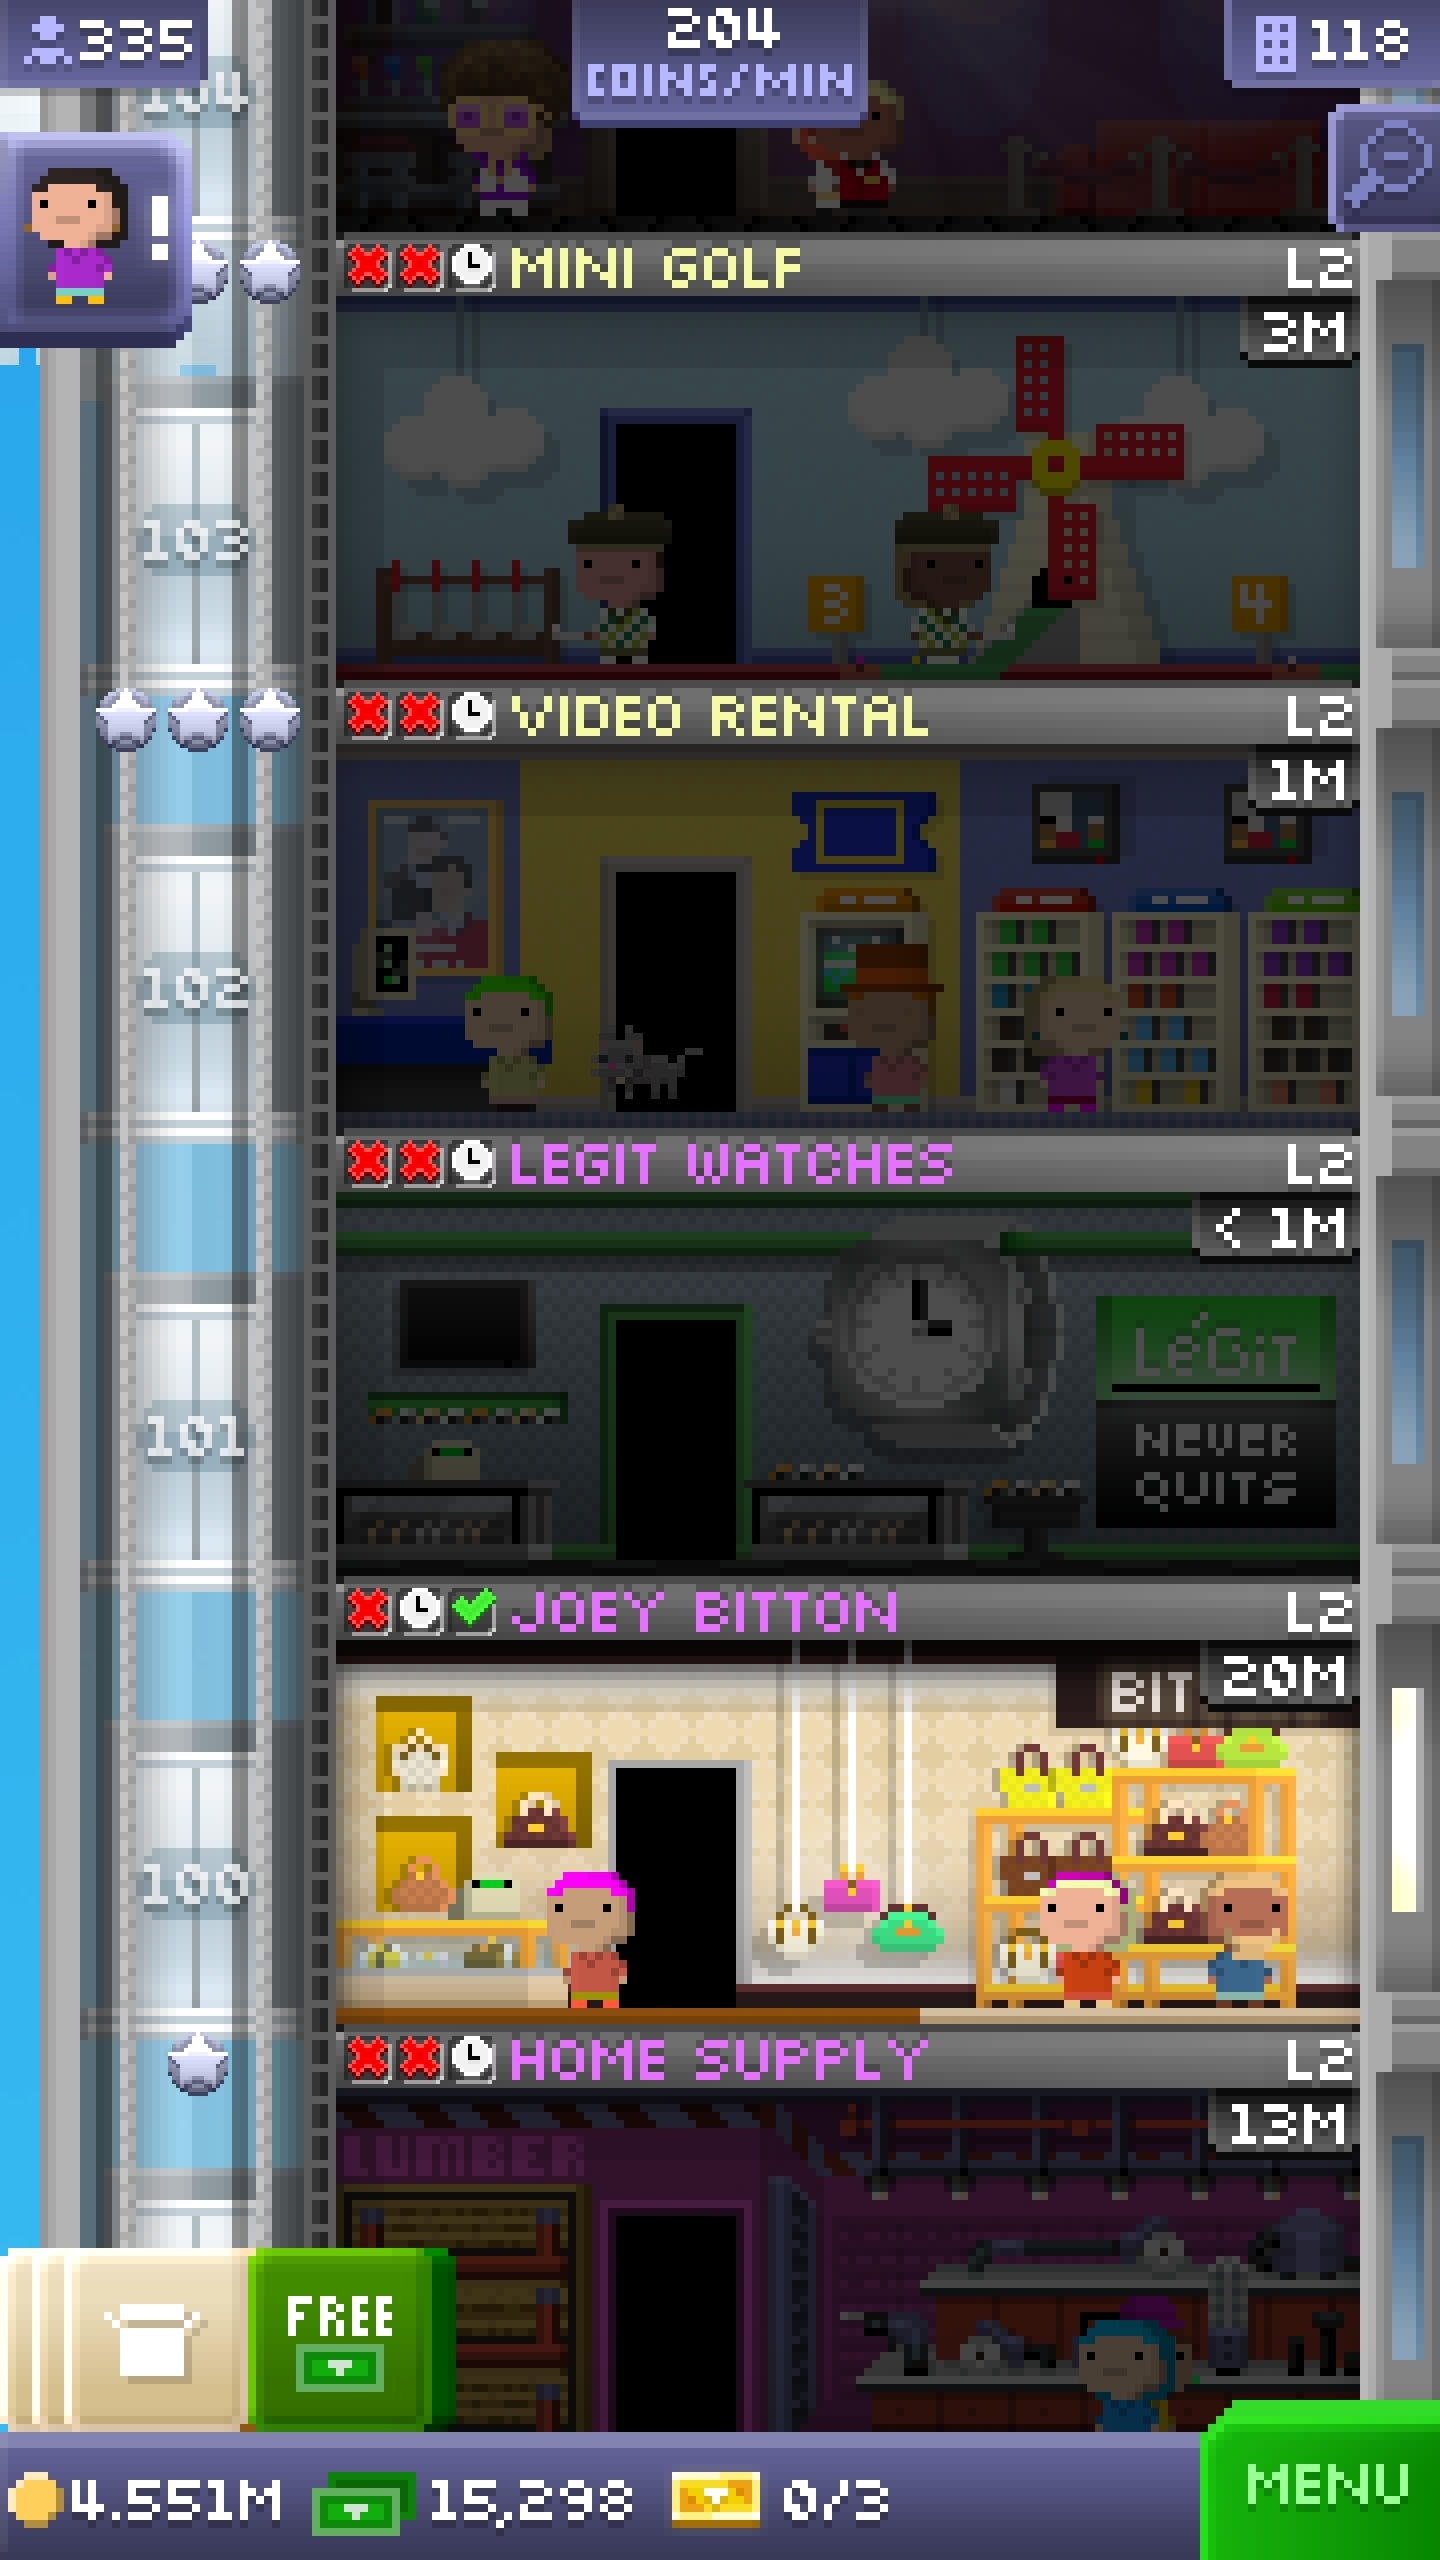 335
204
COINS/MIN
118
104
!
MINI GOLF
L2
3M
103
3
4
VIDEO RENTAL
L2
1M
102
LEGIT WATCHES
L2
< 1M
LéGiT
NEVER
QUITS
101
JOEY BITTON
L2
BIT
20M
100
HOME SUPPLY
L2
13M
LUMBER
FREE
4.551M
15,298
0/3
MENU